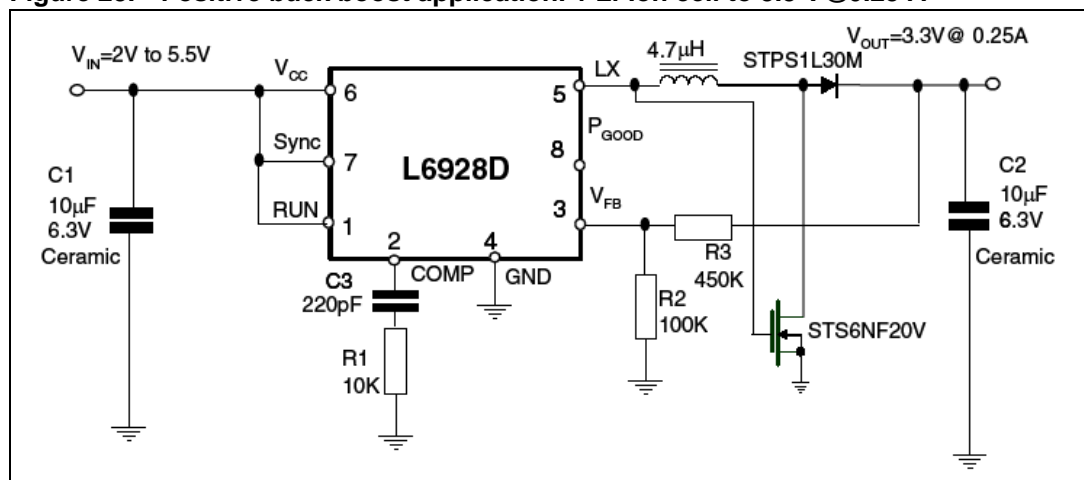 V_IN=2V to 5.5V
V_CC
6
Sync
7
RUN
1
L6928D
LX
5
P_GOOD
8
V_FB
3
2
COMP
4
GND
4.7µH
STPS1L30M
V_OUT=3.3V@ 0.25A
C1
10µF
6.3V
Ceramic
C3
220pF
R1
10K
R2
100K
R3
450K
STS6NF20V
C2
10µF
6.3V
Ceramic